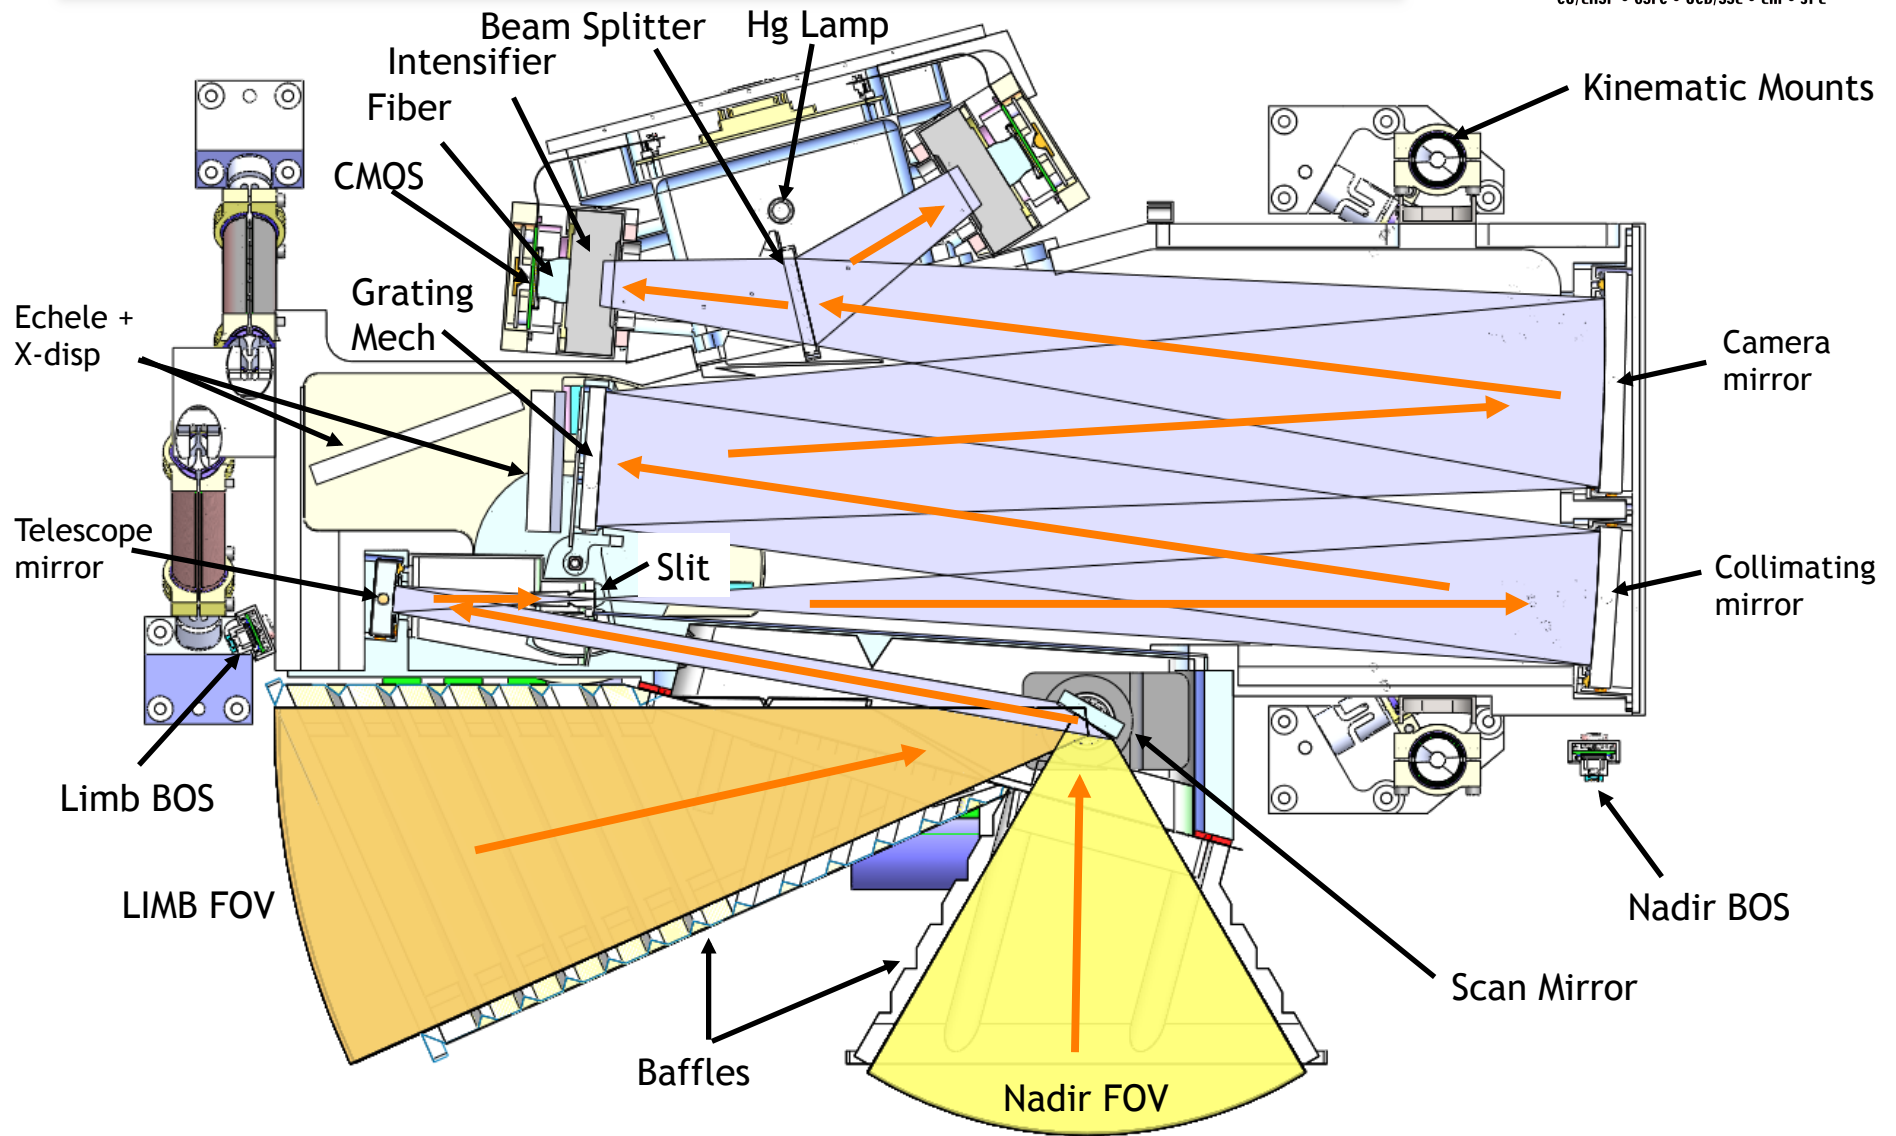 Beam Splitter
Hg Lamp
Intensifier
Fiber
CMOS
Kinematic Mounts
Grating
Mech
Echele +
X-disp
Camera
mirror
Telescope
mirror
Slit
Collimating
mirror
Limb BOS
LIMB FOV
Nadir BOS
Scan Mirror
Baffles
Nadir FOV